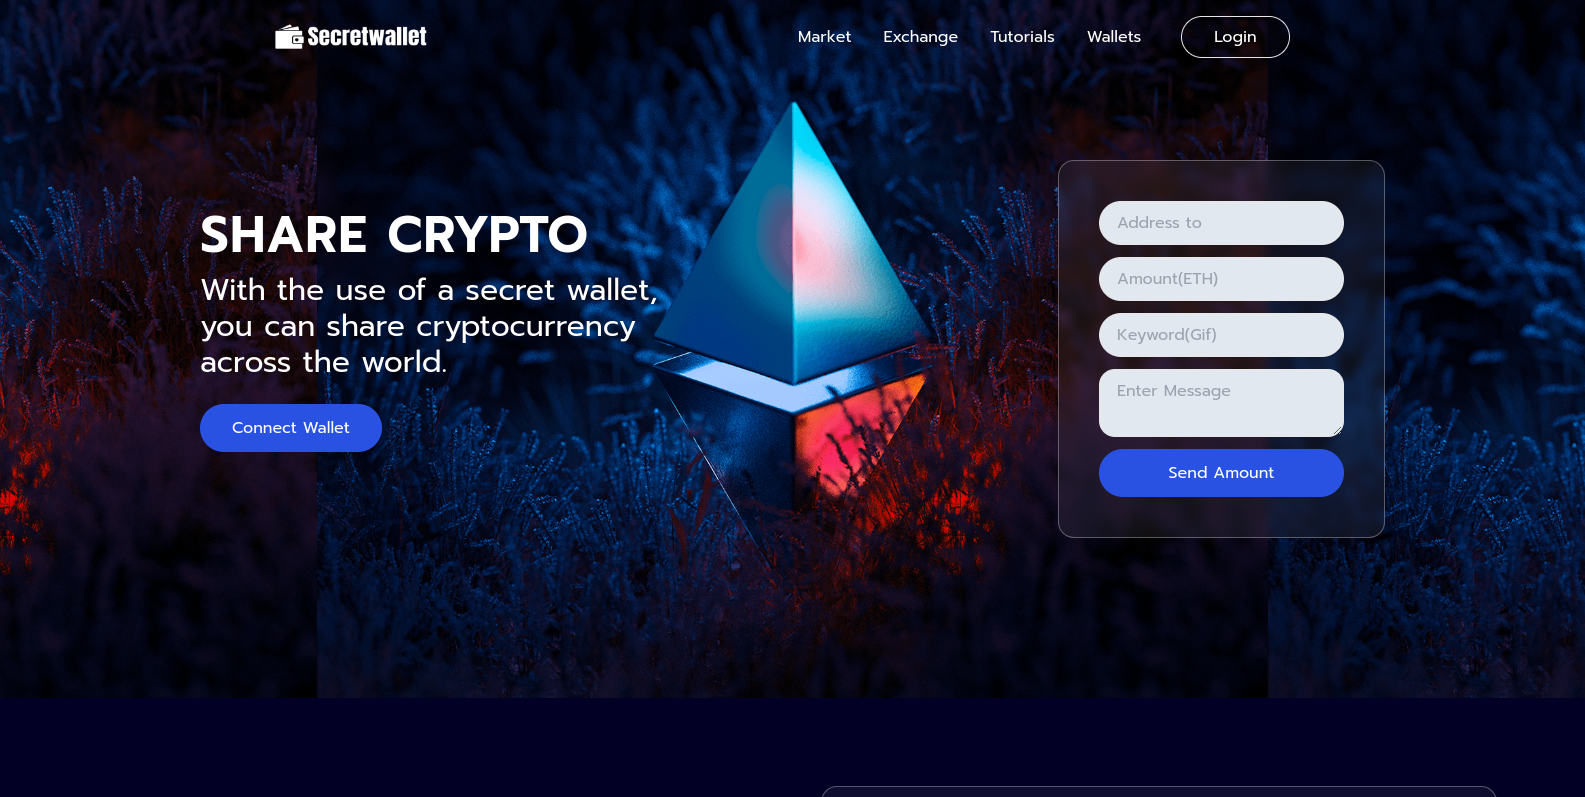 Secretwallet
Market
Exchange
Tutorials
Wallets
Login
SHARE CRYPTO
With the use of a secret wallet,
you can share cryptocurrency
across the world.
Connect Wallet
Address to
Amount(ETH)
Keyword(Gif)
Enter Message
Send Amount